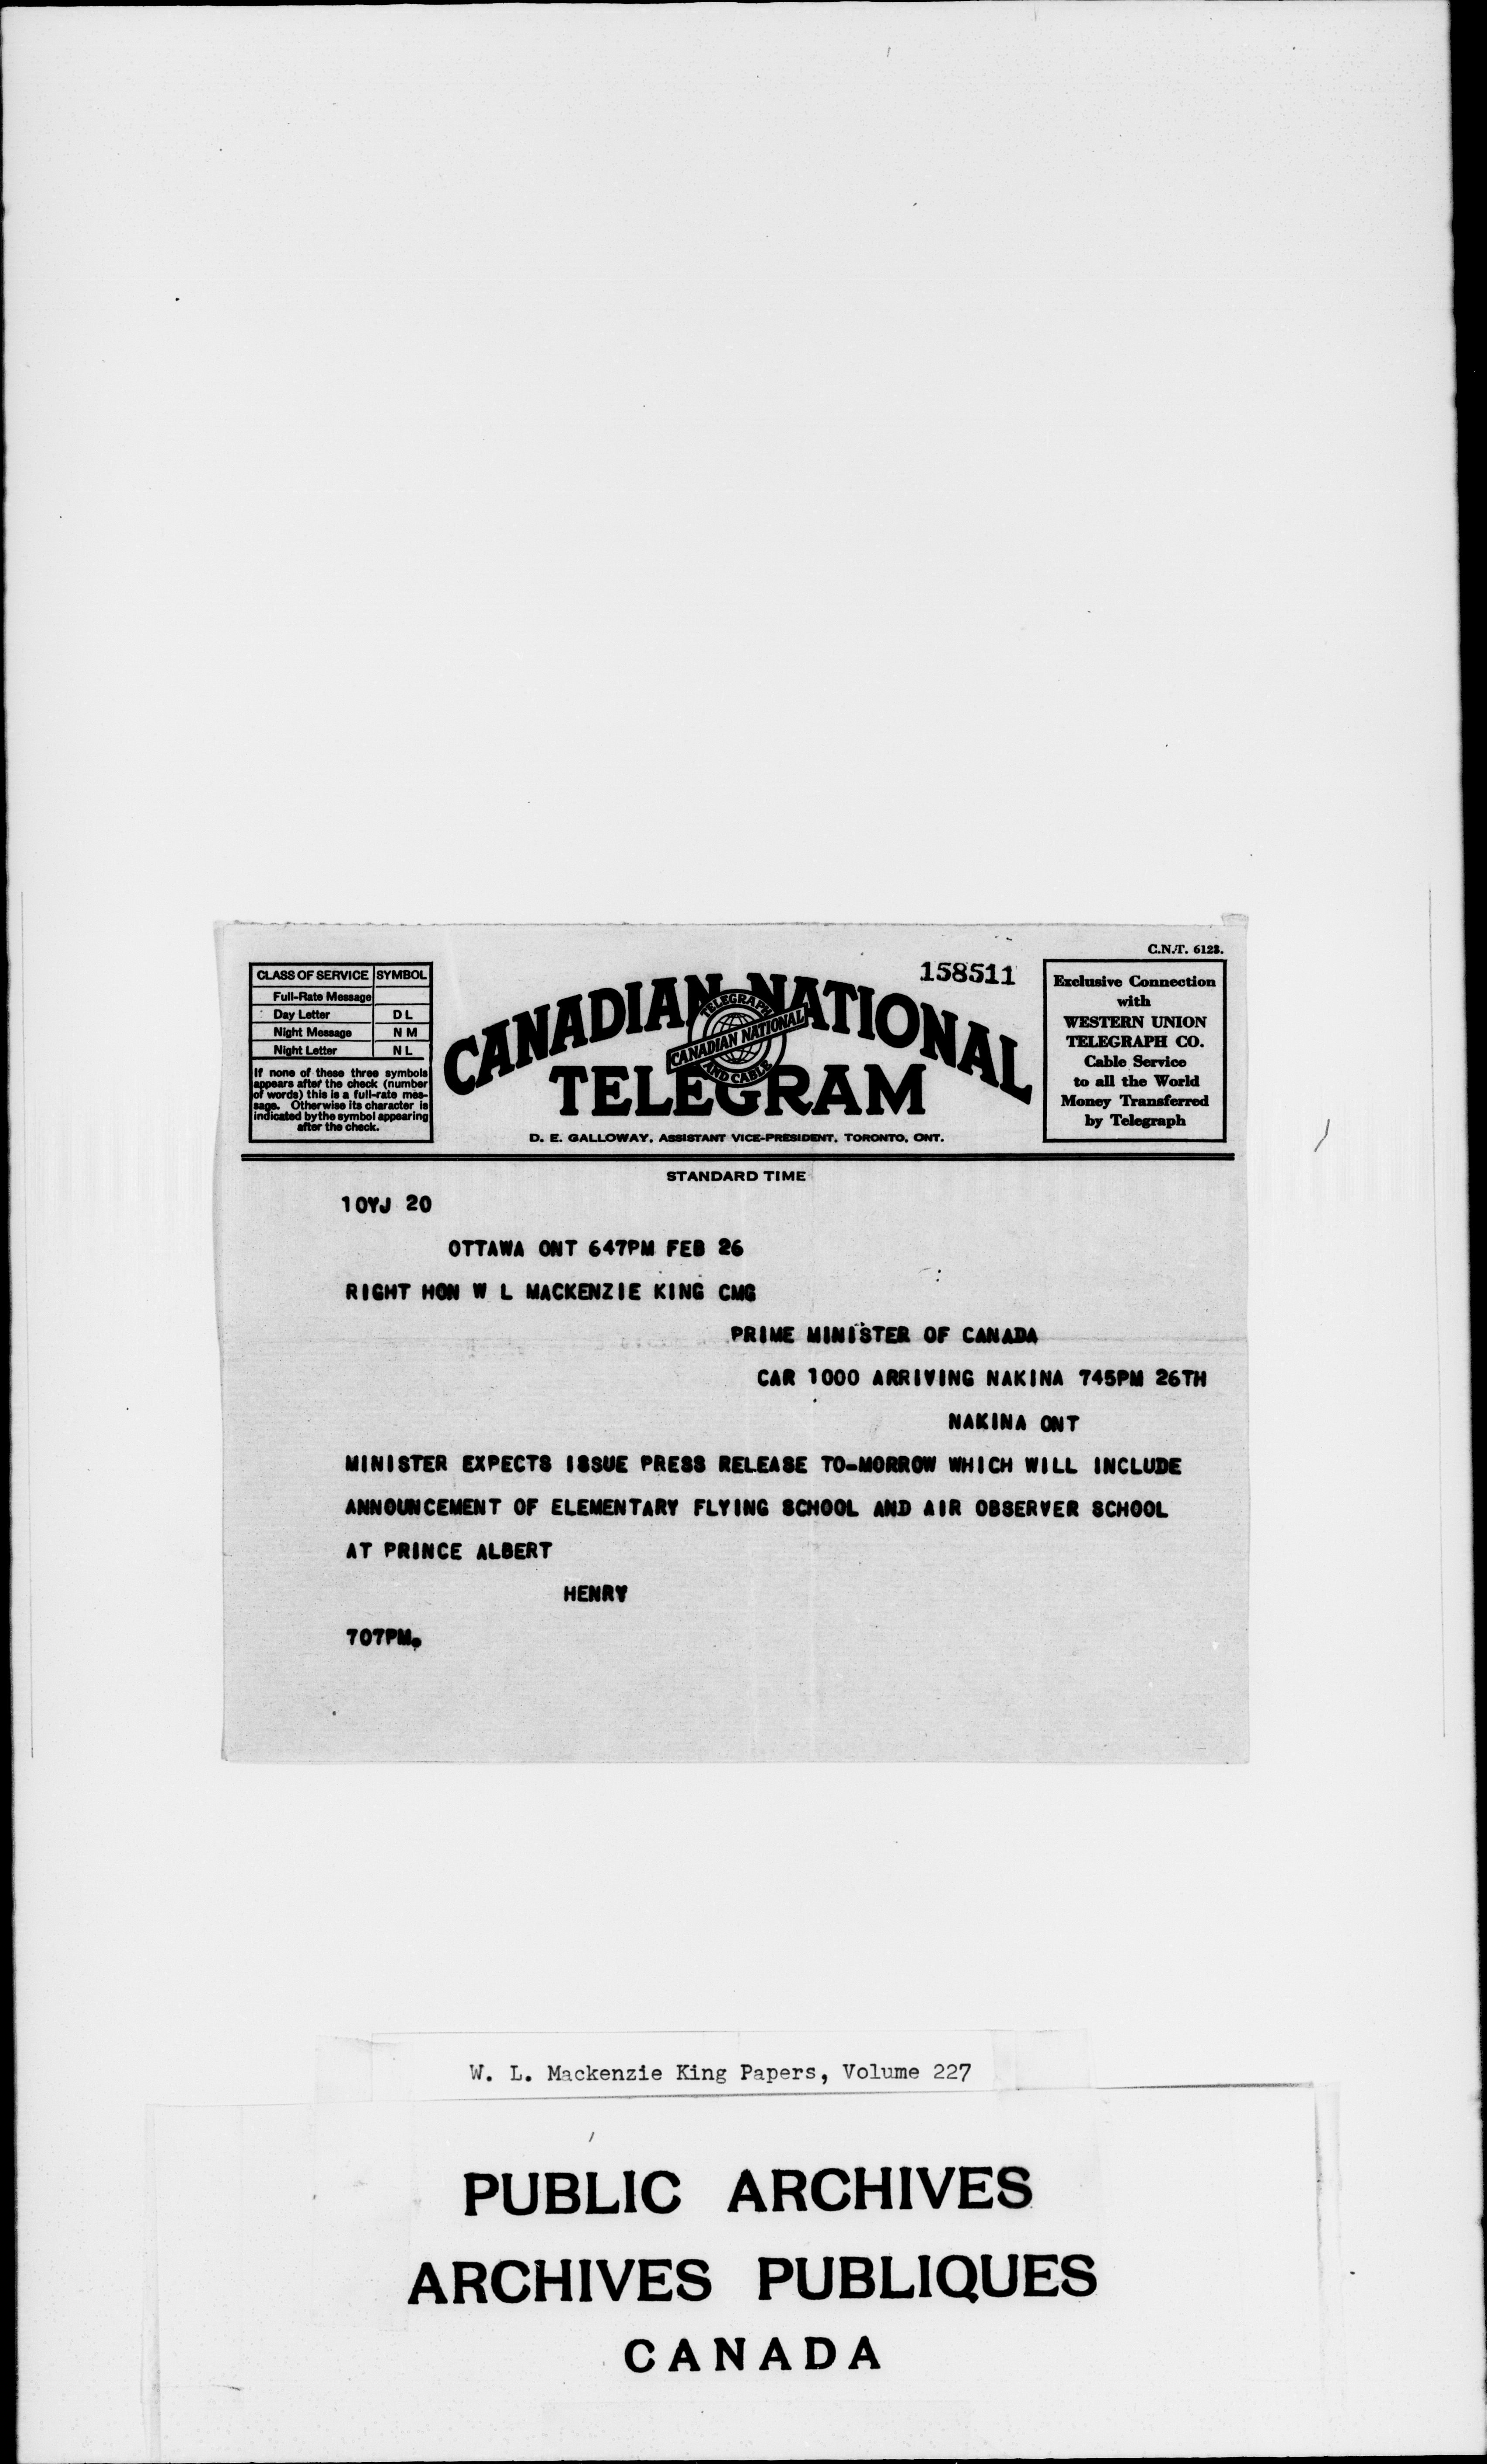 C.N.T. 6128.
158511
CLASS OF SERVICE SYMBOL
Full-Rate Message
Day Letter D L
Night Message N M
Night Letter N L
If none of these three symbols
appears after the check (number
of words) this is a full-rate mes-
sage. Otherwise its character is
indicated by the symbol appearing
after the check.
CANADIAN NATIONAL
TELEGRAM
TELEGRAPH
CANADIAN NATIONAL
AND CABLE
D. E. GALLOWAY, ASSISTANT VICE-PRESIDENT, TORONTO, ONT.
Exclusive Connection
with
WESTERN UNION
TELEGRAPH CO.
Cable Service
to all the World
Money Transferred
by Telegraph
STANDARD TIME
10YJ 20
OTTAWA ONT 647PM FEB 26
RIGHT HON W L MACKENZIE KING CMG
PRIME MINISTER OF CANADA
CAR 1000 ARRIVING NAKINA 745PM 26TH
NAKINA ONT
MINISTER EXPECTS ISSUE PRESS RELEASE TO-MORROW WHICH WILL INCLUDE
ANNOUNCEMENT OF ELEMENTARY FLYING SCHOOL AND AIR OBSERVER SCHOOL
AT PRINCE ALBERT
HENRY
707PM.
W. L. Mackenzie King Papers, Volume 227
PUBLIC ARCHIVES
ARCHIVES PUBLIQUES
CANADA